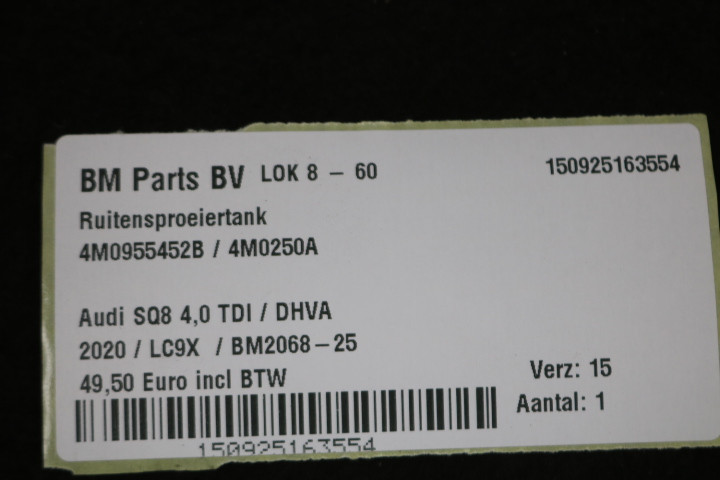 BM Parts BV LOK 8 - 60 150925163554
Ruitensproeiertank
4M0955452B / 4M0250A
Audi SQ8 4,0 TDI / DHVA
2020 / LC9X / BM2068-25
49,50 Euro incl BTW
Verz: 15
Aantal: 1
150925163554